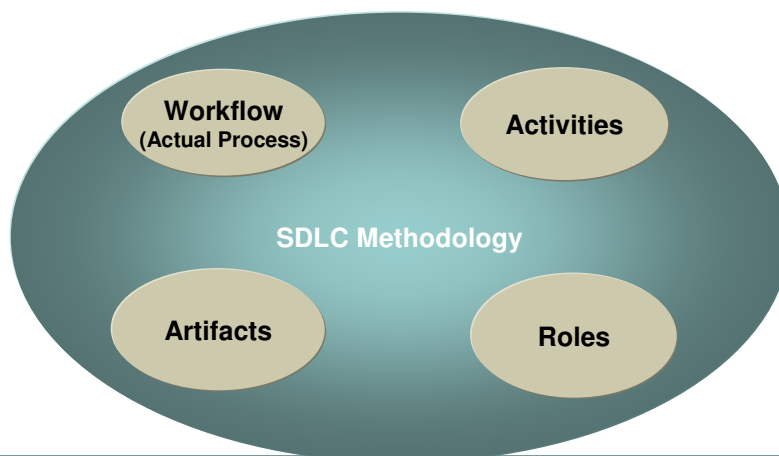 Workflow
(Actual Process)
Activities
SDLC Methodology
Artifacts
Roles